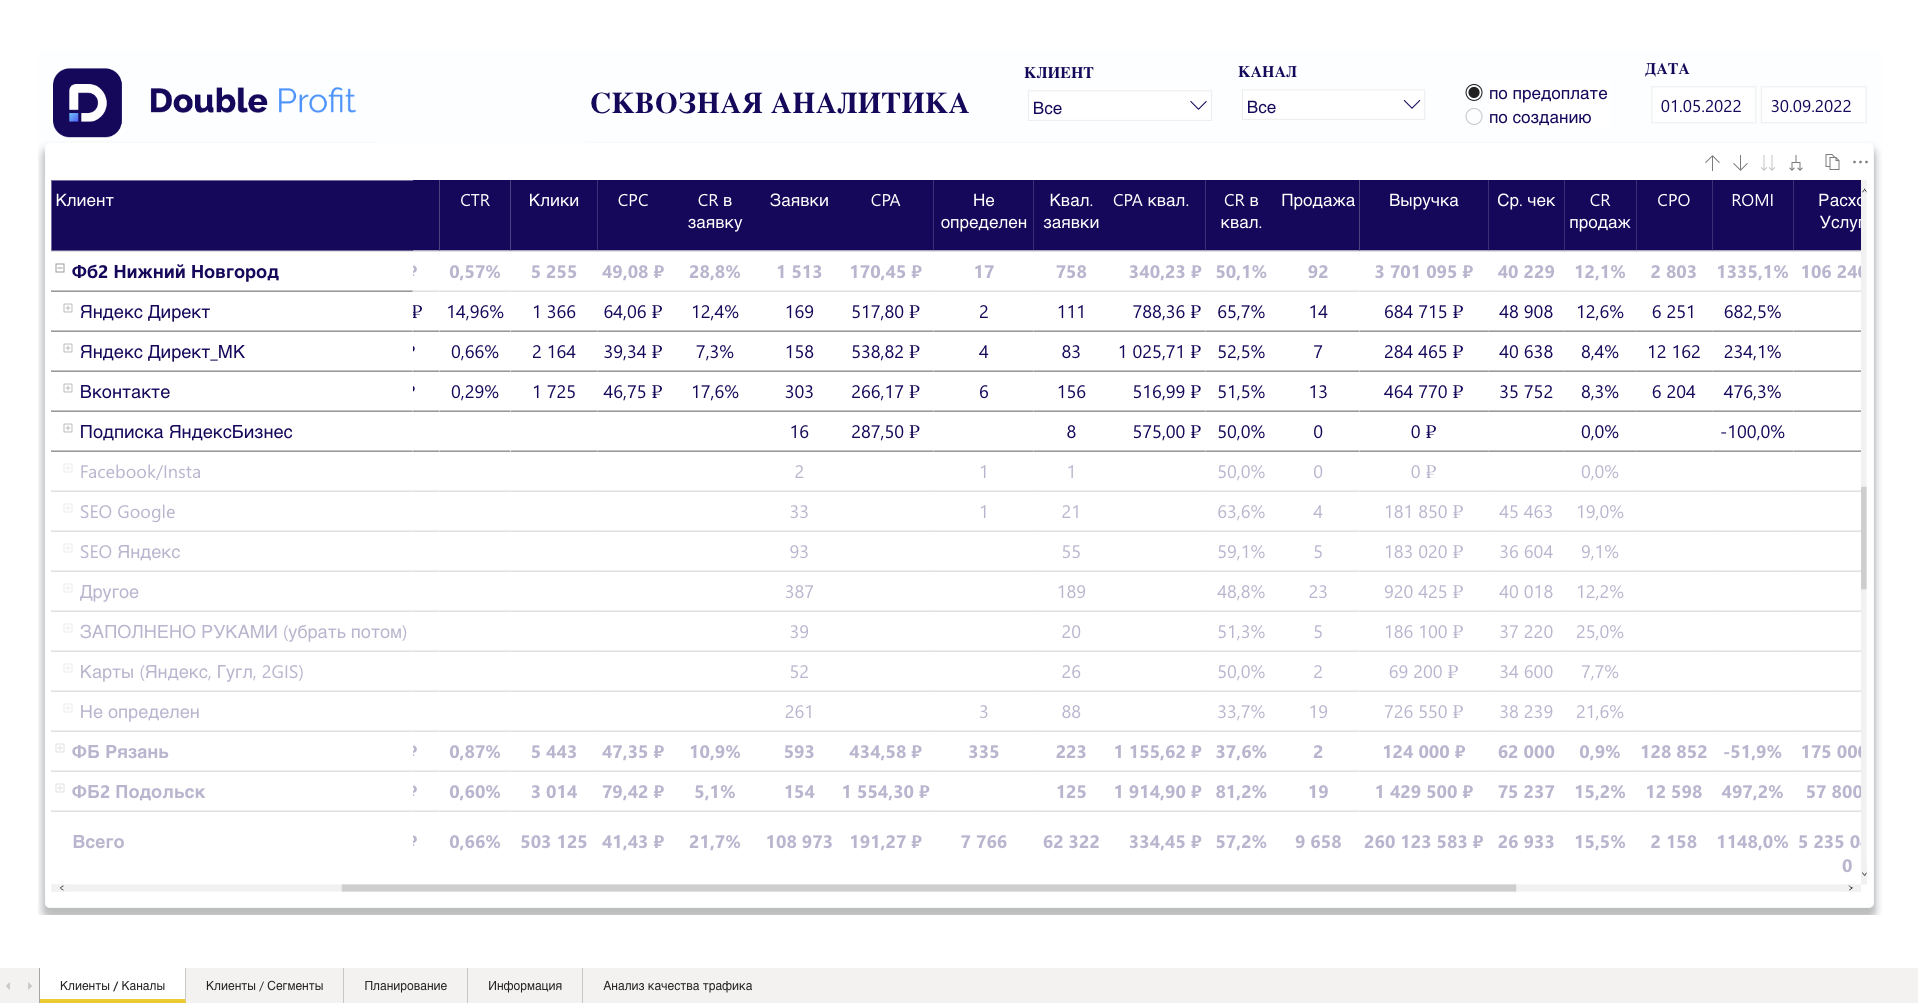 Double Profit
СКВОЗНАЯ АНАЛИТИКА
КЛИЕНТ
Все
КАНАЛ
Все
по предоплате
по созданию
ДАТА
01.05.2022 30.09.2022
Клиент CTR Клики CPC CR в заявку Заявки CPA Не определен Квал. заявки CPA квал. CR в квал. Продажа Выручка Ср. чек CR продаж CPO ROMI
Фб2 Нижний Новгород 0,57% 5 255 49,08 ₽ 28,8% 1 513 170,45 ₽ 17 758 340,23 ₽ 50,1% 92 3 701 095 ₽ 40 229 12,1% 2 803 1335,1% 106 24
Яндекс Директ ₽ 14,96% 1 366 64,06 ₽ 12,4% 169 517,80 ₽ 2 111 788,36 ₽ 65,7% 14 684 715 ₽ 48 908 12,6% 6 251 682,5%
Яндекс Директ_МК 0,66% 2 164 39,34 ₽ 7,3% 158 538,82 ₽ 4 83 1 025,71 ₽ 52,5% 7 284 465 ₽ 40 638 8,4% 12 162 234,1%
Вконтакте 0,29% 1 725 46,75 ₽ 17,6% 303 266,17 ₽ 6 156 516,99 ₽ 51,5% 13 464 770 ₽ 35 752 8,3% 6 204 476,3%
Подписка ЯндексБизнес 16 287,50 ₽ 8 575,00 ₽ 50,0% 0 0 ₽ 0,0% -100,0%
Facebook/Insta 2 1 1 50,0% 0 0 ₽ 0,0%
SEO Google 33 1 21 63,6% 4 181 850 ₽ 45 463 19,0%
SEO Яндекс 93 55 59,1% 5 183 020 ₽ 36 604 9,1%
Другое 387 189 48,8% 23 920 425 ₽ 40 018 12,2%
ЗАПОЛНЕНО РУКАМИ (убрать потом) 39 20 51,3% 5 186 100 ₽ 37 220 25,0%
Карты (Яндекс, Гугл, 2GIS) 52 26 50,0% 2 69 200 ₽ 34 600 7,7%
Не определен 261 3 88 33,7% 19 726 550 ₽ 38 239 21,6%
ФБ Рязань 0,87% 5 443 47,35 ₽ 10,9% 593 434,58 ₽ 335 223 1 155,62 ₽ 37,6% 2 124 000 ₽ 62 000 0,9% 128 852 -51,9% 175 00
ФБ2 Подольск 0,60% 3 014 79,42 ₽ 5,1% 154 1 554,30 ₽ 125 1 914,90 ₽ 81,2% 19 1 429 500 ₽ 75 237 15,2% 12 598 497,2% 57 800
Всего 0,66% 503 125 41,43 ₽ 21,7% 108 973 191,27 ₽ 7 766 62 322 334,45 ₽ 57,2% 9 658 260 123 583 ₽ 26 933 15,5% 2 158 1148,0% 5 235 0
0
Клиенты / Каналы Клиенты / Сегменты Планирование Информация Анализ качества трафика